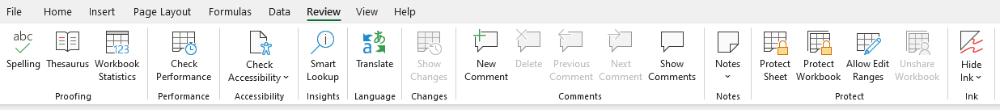 File Home Insert Page Layout Formulas Data Review View Help
abc
Spelling Thesaurus Workbook Statistics
123
Check Performance
Check Accessibility
Smart Lookup
Translate
a あ
Show Changes
New Comment
Delete
Previous Comment
Next Comment
Show Comments
Notes
Protect Sheet
Protect Workbook
Allow Edit Ranges
Unshare Workbook
Hide Ink
Proofing Performance Accessibility Insights Language Changes Comments Notes Protect Ink